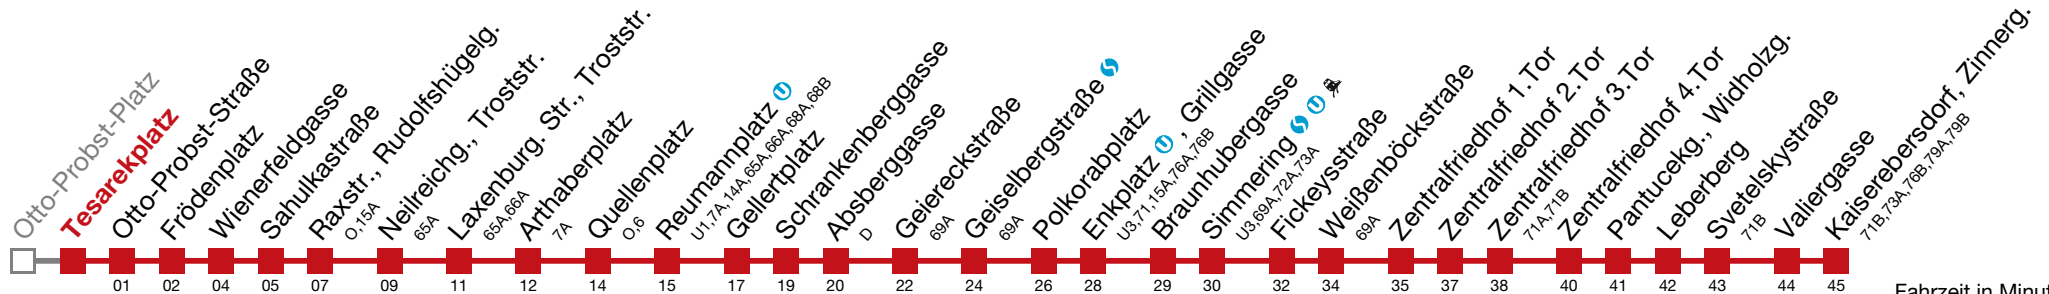 Otto-Probst-Platz
Tesarekplatz
Otto-Probst-Straße
Frödenplatz
Wienerfeldgasse
Sahulkastraße
Raxstr., Rudolfshügelg.
O,15A
Neilreichg., Troststr.
65A
Laxenburg. Str., Troststr.
65A,66A
Arthaberplatz
7A
Quellenplatz
O,6
Reumannplatz U
U1,7A,14A,65A,66A,68A,68B
Gellertplatz
Schrankenberggasse
Absberggasse
D
Geiereckstraße
69A
Geiselbergstraße S
69A
Polkorabplatz
Enkplatz U , Grillgasse
U3,71,15A,76A,76B
Braunhubergasse
Simmering S U
U3,69A,72A,73A
Fickeysstraße
Weißenböckstraße
69A
Zentralfriedhof 1.Tor
Zentralfriedhof 2.Tor
Zentralfriedhof 3.Tor
71A,71B
Zentralfriedhof 4.Tor
Pantucekg., Widholzg.
Leberberg
Svetelskystraße
71B
Valiergasse
Kaiserebersdorf, Zinnerg.
71B,73A,76B,79A,79B
01 02 04 05 07 09 11 12 14 15 17 19 20 22 24 26 28 29 30 32 34 35 37 38 40 41 42 43 44 45
Fahrzeit in Minut